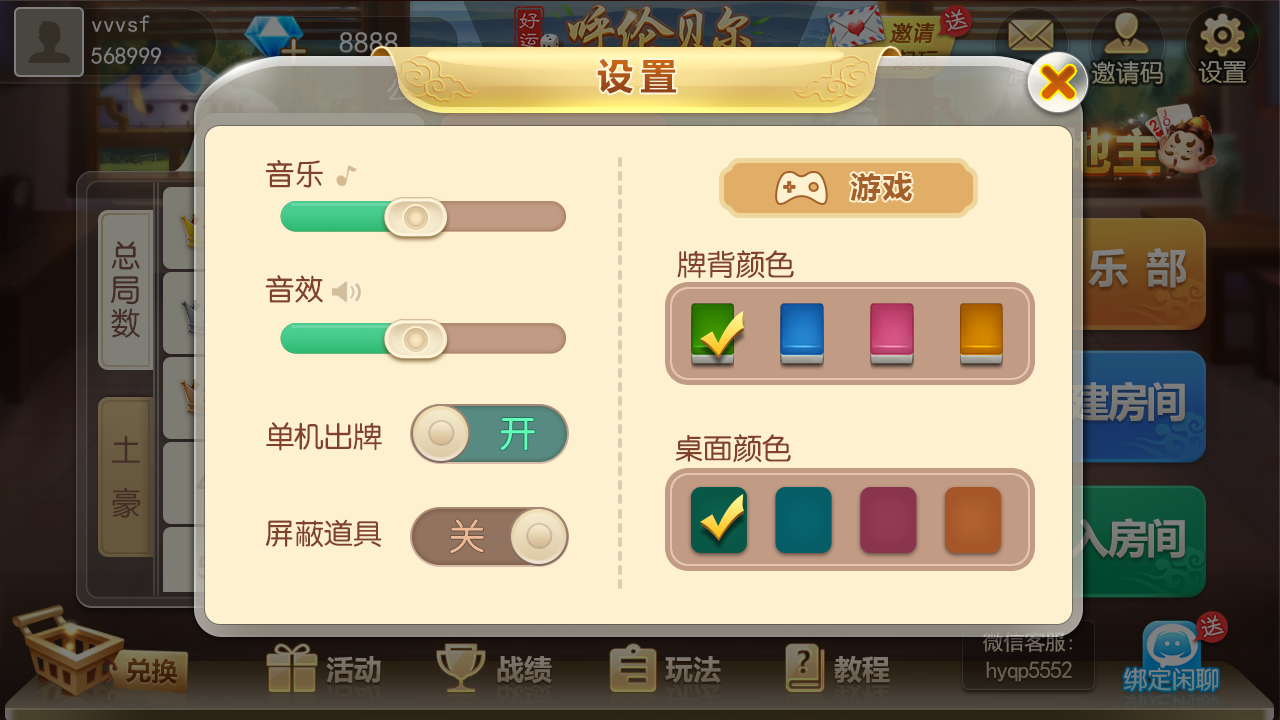 vvvsf
568999
8888
好运
呼伦贝尔
邀请
送
邀请码
设置
设置
地主
音乐
音效
单机出牌
开
屏蔽道具
关
游戏
牌背颜色
桌面颜色
总局数
土豪
乐部
建房间
入房间
兑换
活动
战绩
玩法
教程
微信客服:
hyqp5552
送
绑定闲聊